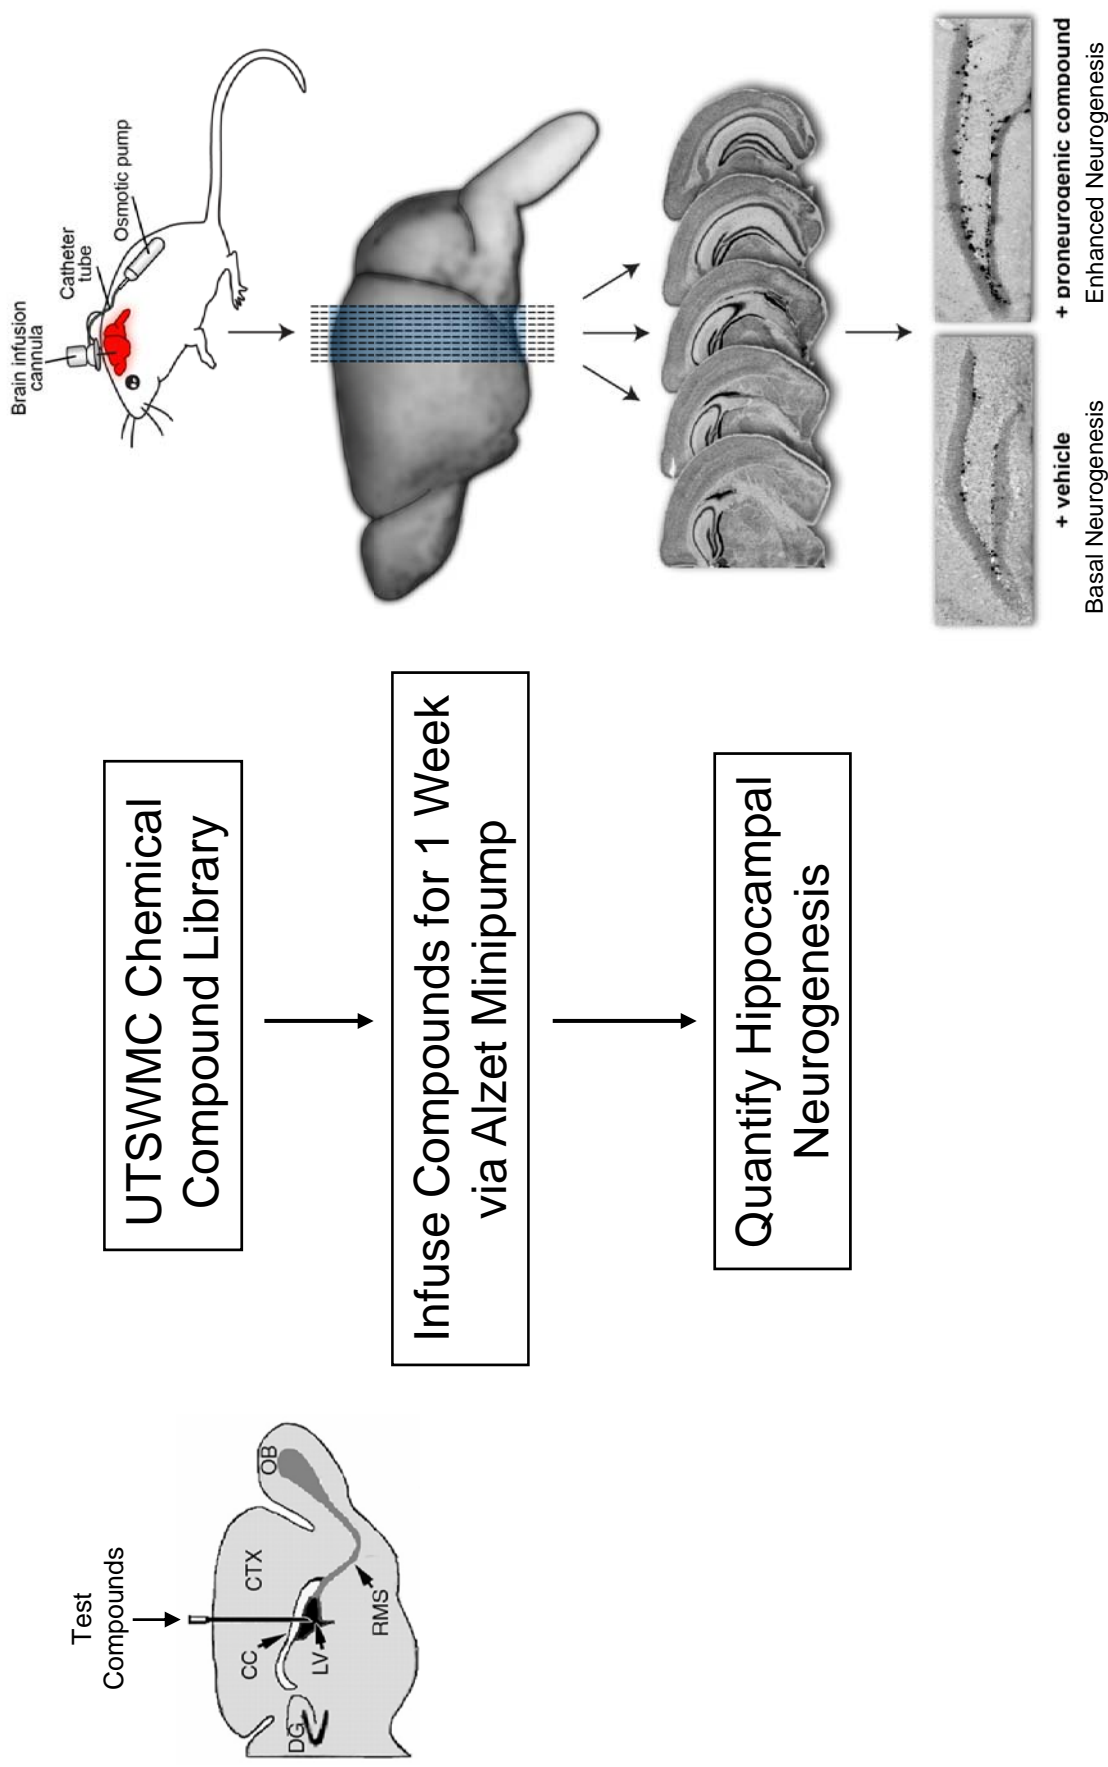 Test
Compounds
CTX
OB
CC
LV
RMS
DG
UTSWMC Chemical
Compound Library
Infuse Compounds for 1 Week
via Alzet Minipump
Quantify Hippocampal
Neurogenesis
Brain infusion
cannula
Catheter
tube
Osmotic pump
+ vehicle
Basal Neurogenesis
+ proneurogenic compound
Enhanced Neurogenesis